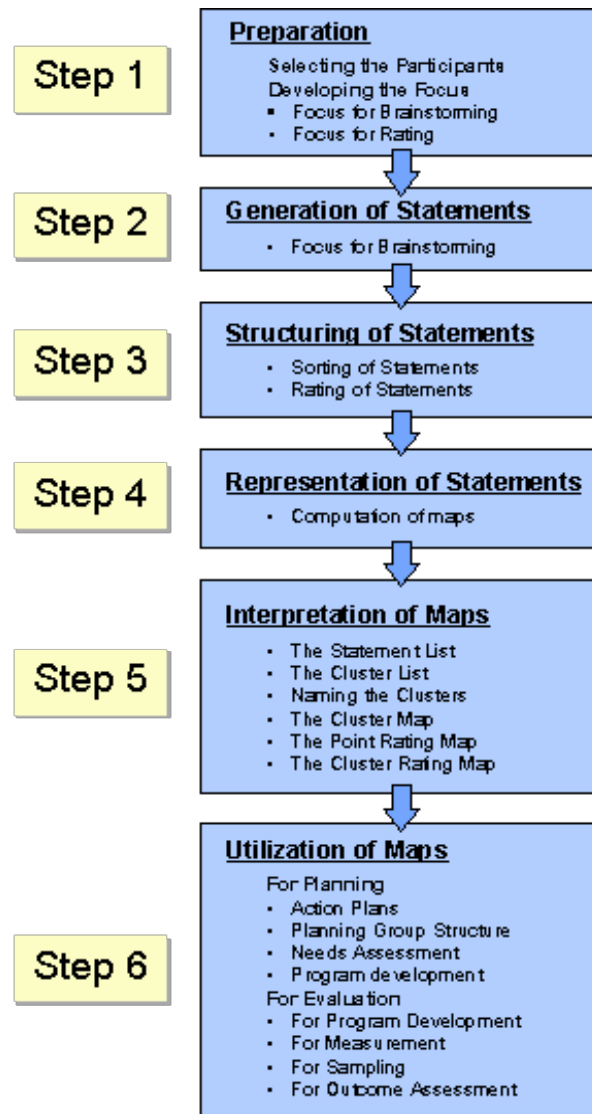 Step 1
Preparation
Selecting the Participants
Developing the Focus
▪ Focus for Brainstorming
• Focus for Rating
Step 2
Generation of Statements
• Focus for Brainstorming
Step 3
Structuring of Statements
• Sorting of Statements
• Rating of Statements
Step 4
Representation of Statements
• Computation of maps
Step 5
Interpretation of Maps
• The Statement List
• The Cluster List
• Naming the Clusters
• The Cluster Map
• The Point Rating Map
• The Cluster Rating Map
Step 6
Utilization of Maps
For Planning
• Action Plans
• Planning Group Structure
• Needs Assessment
• Program development
For Evaluation
• For Program Development
• For Measurement
• For Sampling
• For Outcome Assessment